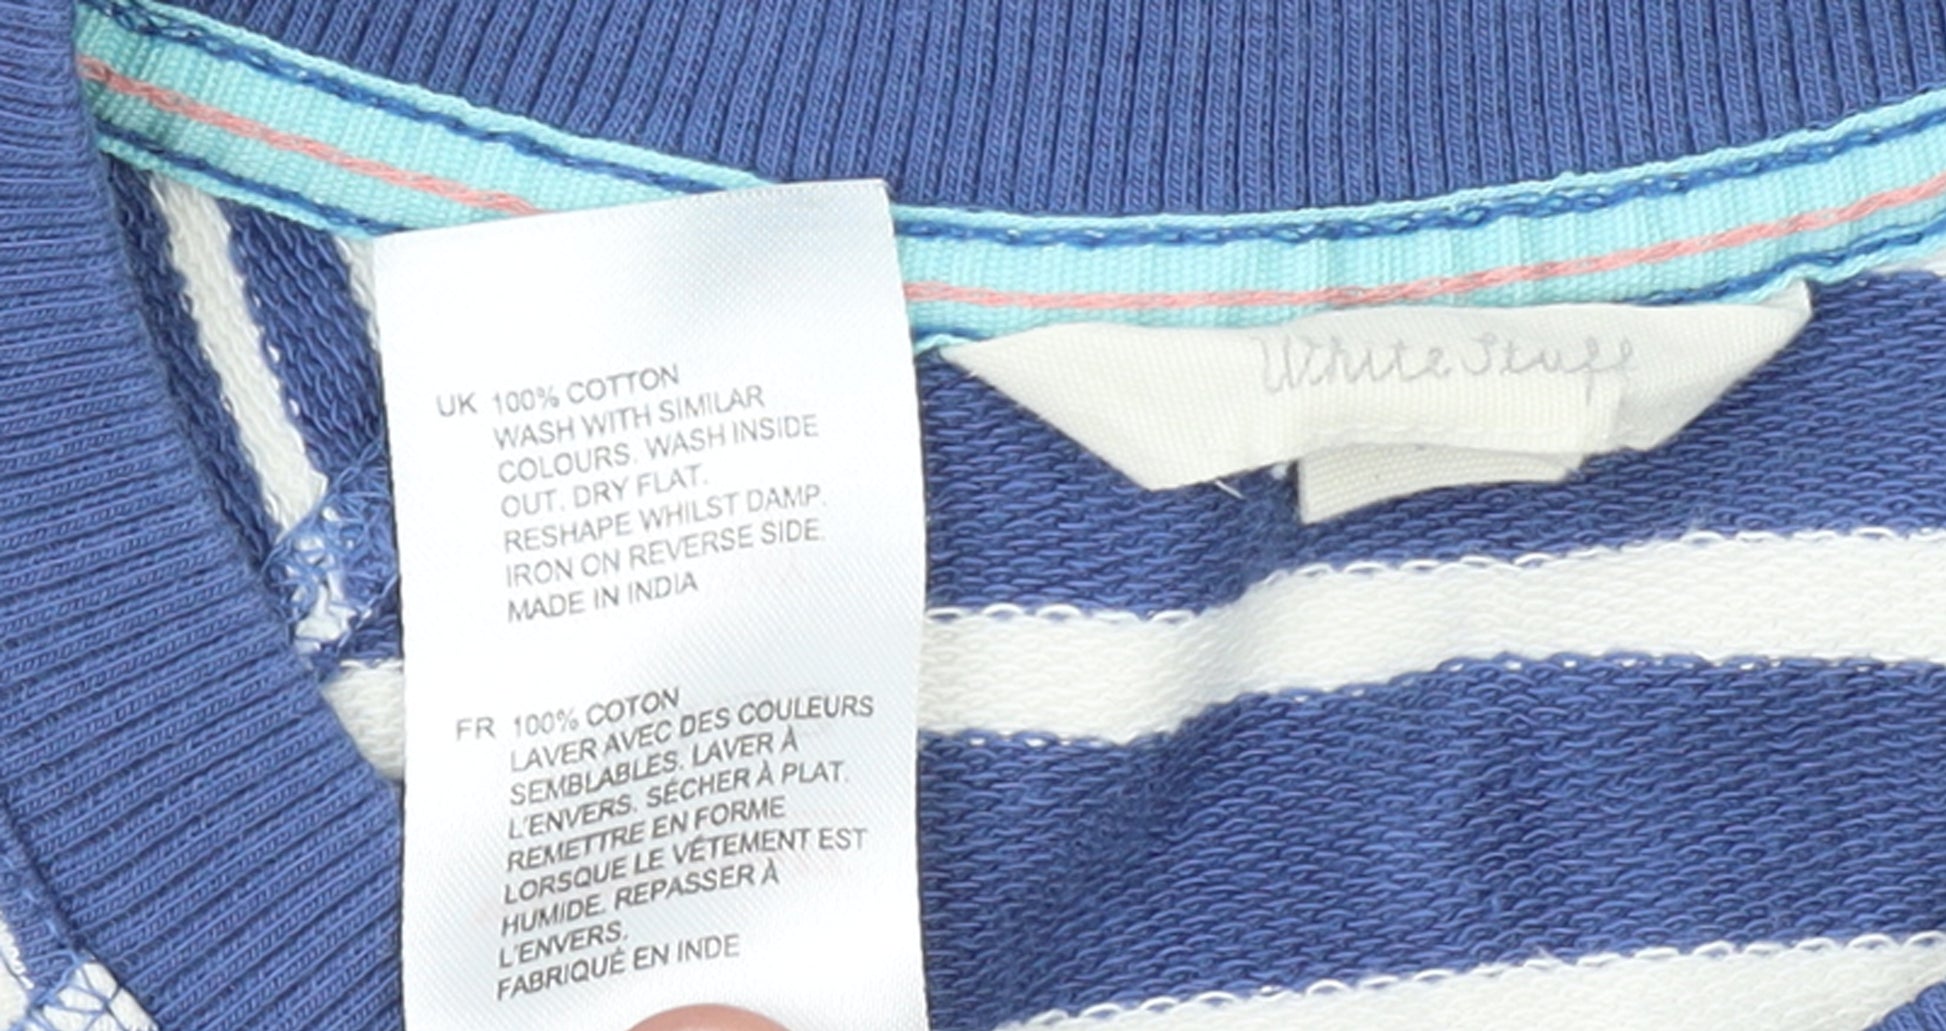 UK 100% COTTON
WASH WITH SIMILAR
COLOURS. WASH INSIDE
OUT. DRY FLAT.
RESHAPE WHILST DAMP.
IRON ON REVERSE SIDE.
MADE IN INDIA
FR 100% COTON
LAVER AVEC DES COULEURS
SEMBLABLES. LAVER À
L'ENVERS. SÉCHER À PLAT.
REMETTRE EN FORME
LORSQUE LE VÊTEMENT EST
HUMIDE. REPASSER À
L'ENVERS.
FABRIQUÉ EN INDE
White Stuff